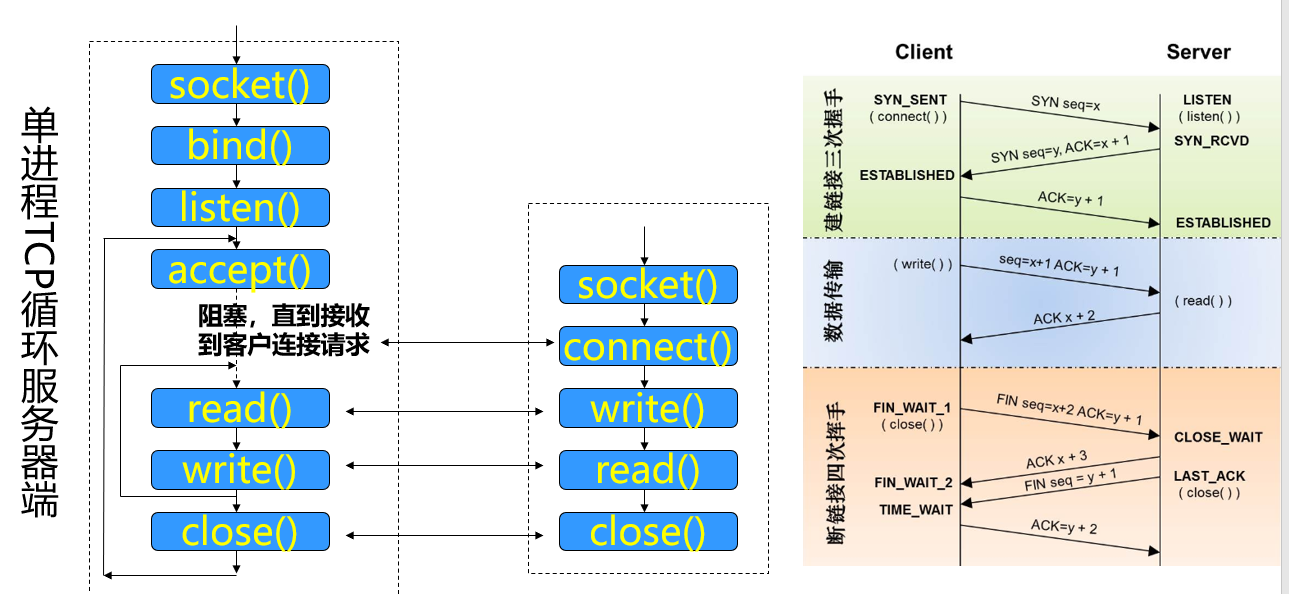 单进程TCP循环服务器端
socket()
bind()
listen()
accept()
阻塞，直到接收
到客户连接请求
read()
write()
close()
socket()
connect()
write()
read()
close()
Client
Server
建链接三次握手
SYN_SENT
( connect( ) )
SYN seq=x
LISTEN
( listen( ) )
SYN_RCVD
SYN seq=y, ACK=x + 1
ESTABLISHED
ACK=y + 1
ESTABLISHED
数据传输
( write( ) )
seq=x+1 ACK=y + 1
( read( ) )
ACK x + 2
断链接四次挥手
FIN_WAIT_1
( close( ) )
FIN seq=x+2 ACK=y + 1
CLOSE_WAIT
ACK x + 3
FIN_WAIT_2
FIN seq = y + 1
LAST_ACK
( close( ) )
TIME_WAIT
ACK=y + 2